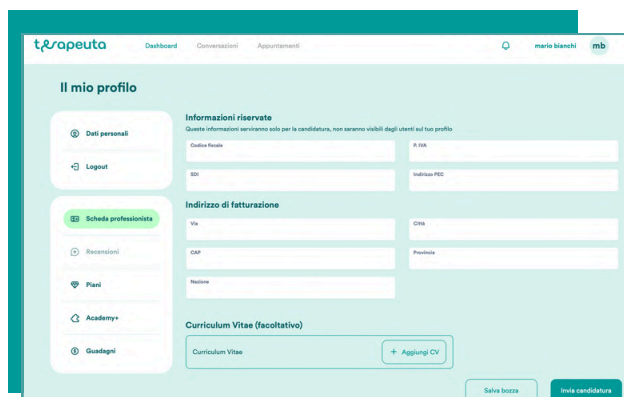 terapeuta
Dashboard
Conversazioni
Appuntamenti
mario bianchi
mb
Il mio profilo
Dati personali
Logout
Scheda professionista
Recensioni
Piani
Academy+
Guadagni
Informazioni riservate
Queste informazioni serviranno solo per la candidatura, non saranno visibili dagli utenti sul tuo profilo
Codice fiscale
P. IVA
SDI
Indirizzo PEC
Indirizzo di fatturazione
Via
Città
CAP
Provincia
Nazione
Curriculum Vitae (facoltativo)
Curriculum Vitae
+ Aggiungi CV
Salva bozza
Invia candidatura